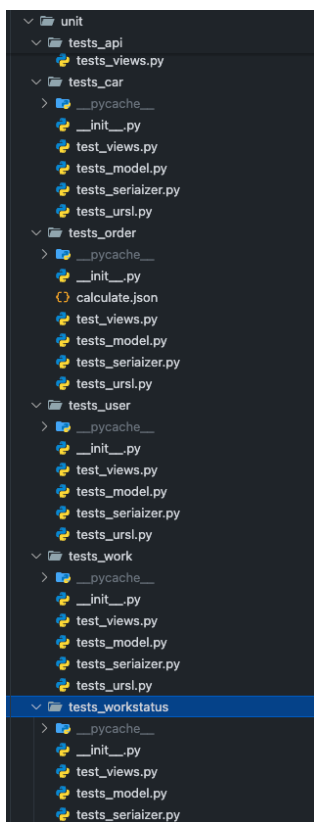 unit
tests_api
tests_views.py
tests_car
__pycache__
__init__.py
test_views.py
tests_model.py
tests_seriaizer.py
tests_ursl.py
tests_order
__pycache__
__init__.py
calculate.json
test_views.py
tests_model.py
tests_seriaizer.py
tests_ursl.py
tests_user
__pycache__
__init__.py
test_views.py
tests_model.py
tests_seriaizer.py
tests_ursl.py
tests_work
__pycache__
__init__.py
test_views.py
tests_model.py
tests_seriaizer.py
tests_ursl.py
tests_workstatus
__pycache__
__init__.py
test_views.py
tests_model.py
tests_seriaizer.py